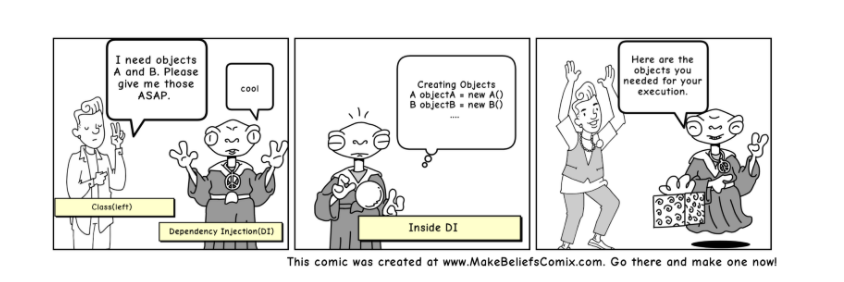 I need objects
A and B. Please
give me those
ASAP.
cool
Class(left)
Dependency Injection(DI)
Creating Objects
A objectA = new A()
B objectB = new B()
....
Inside DI
Here are the
objects you
needed for your
execution.
This comic was created at www.MakeBeliefsComix.com. Go there and make one now!